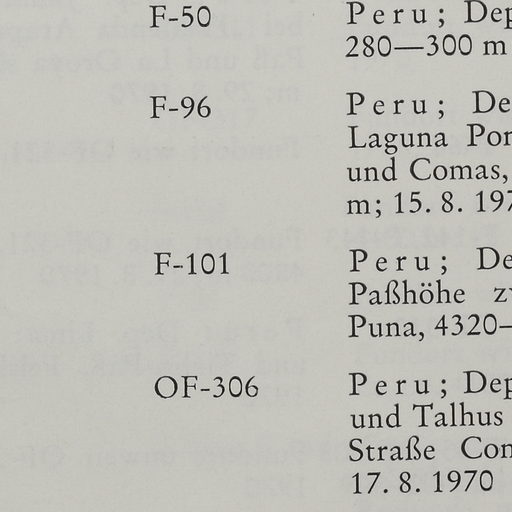 F-50 Peru; Dep
280—300 m
F-96 Peru; De
Laguna Por
und Comas,
m; 15. 8. 197
F-101 Peru; De
Paßhöhe z
Puna, 4320–
OF-306 Peru; Dep
und Talhus
Straße Con
17. 8. 1970